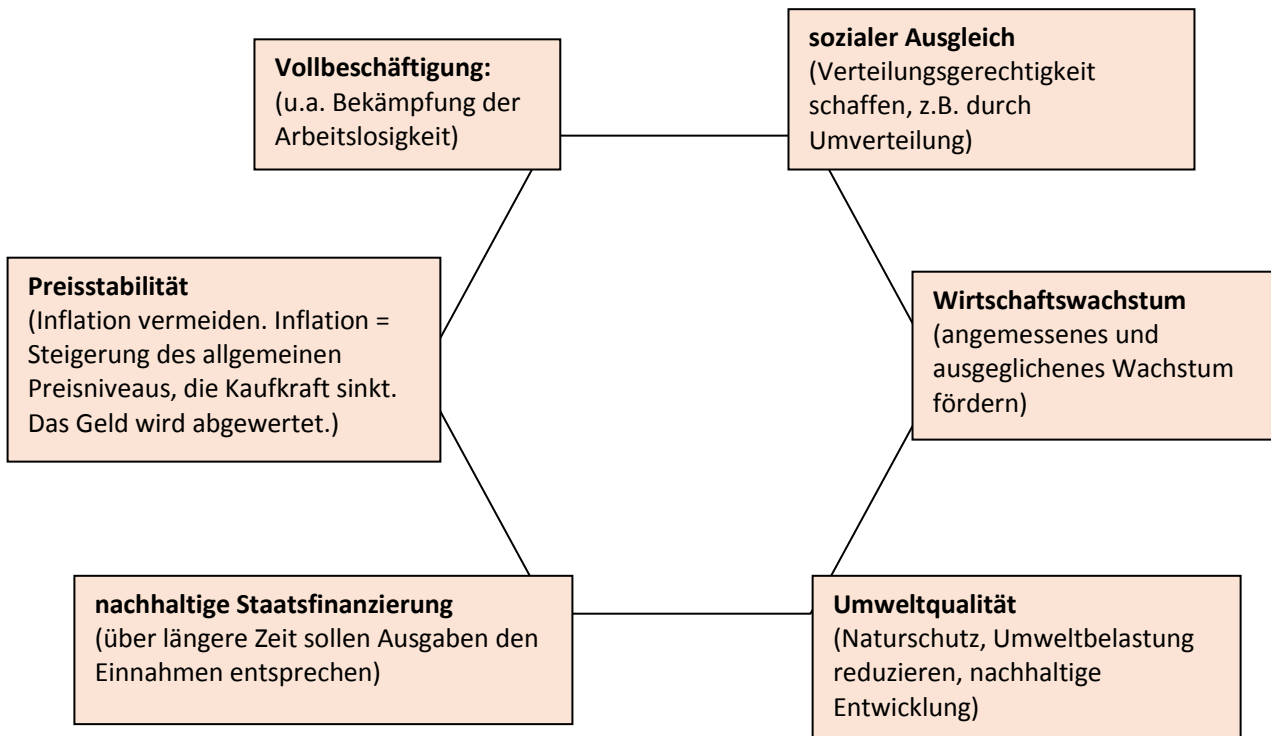 Vollbeschäftigung:
(u.a. Bekämpfung der
Arbeitslosigkeit)
sozialer Ausgleich
(Verteilungsgerechtigkeit
schaffen, z.B. durch
Umverteilung)
Preisstabilität
(Inflation vermeiden. Inflation =
Steigerung des allgemeinen
Preisniveaus, die Kaufkraft sinkt.
Das Geld wird abgewertet.)
Wirtschaftswachstum
(angemessenes und
ausgeglichenes Wachstum
fördern)
nachhaltige Staatsfinanzierung
(über längere Zeit sollen Ausgaben den
Einnahmen entsprechen)
Umweltqualität
(Naturschutz, Umweltbelastung
reduzieren, nachhaltige
Entwicklung)